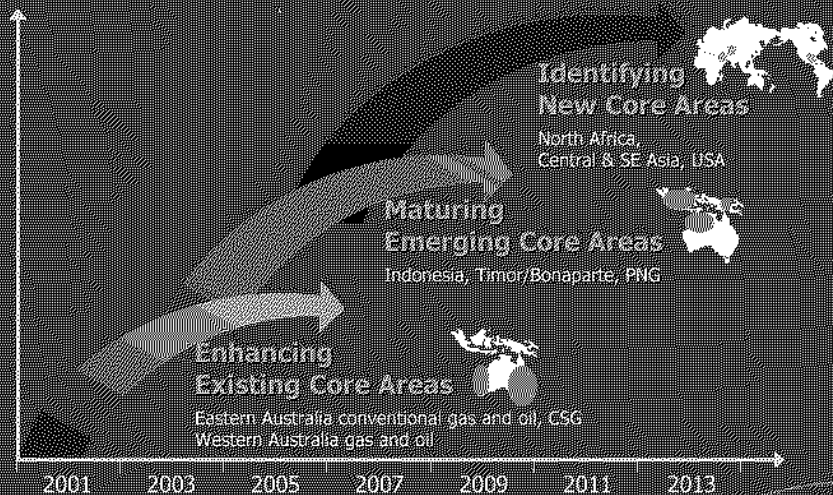 Identifying
New Core Areas
North Africa,
Central & SE Asia, USA
Maturing
Emerging Core Areas
Indonesia, Timor/Bonaparte, PNG
Enhancing
Existing Core Areas
Eastern Australia conventional gas and oil, CSG
Western Australia gas and oil
2001 2003 2005 2007 2009 2011 2013